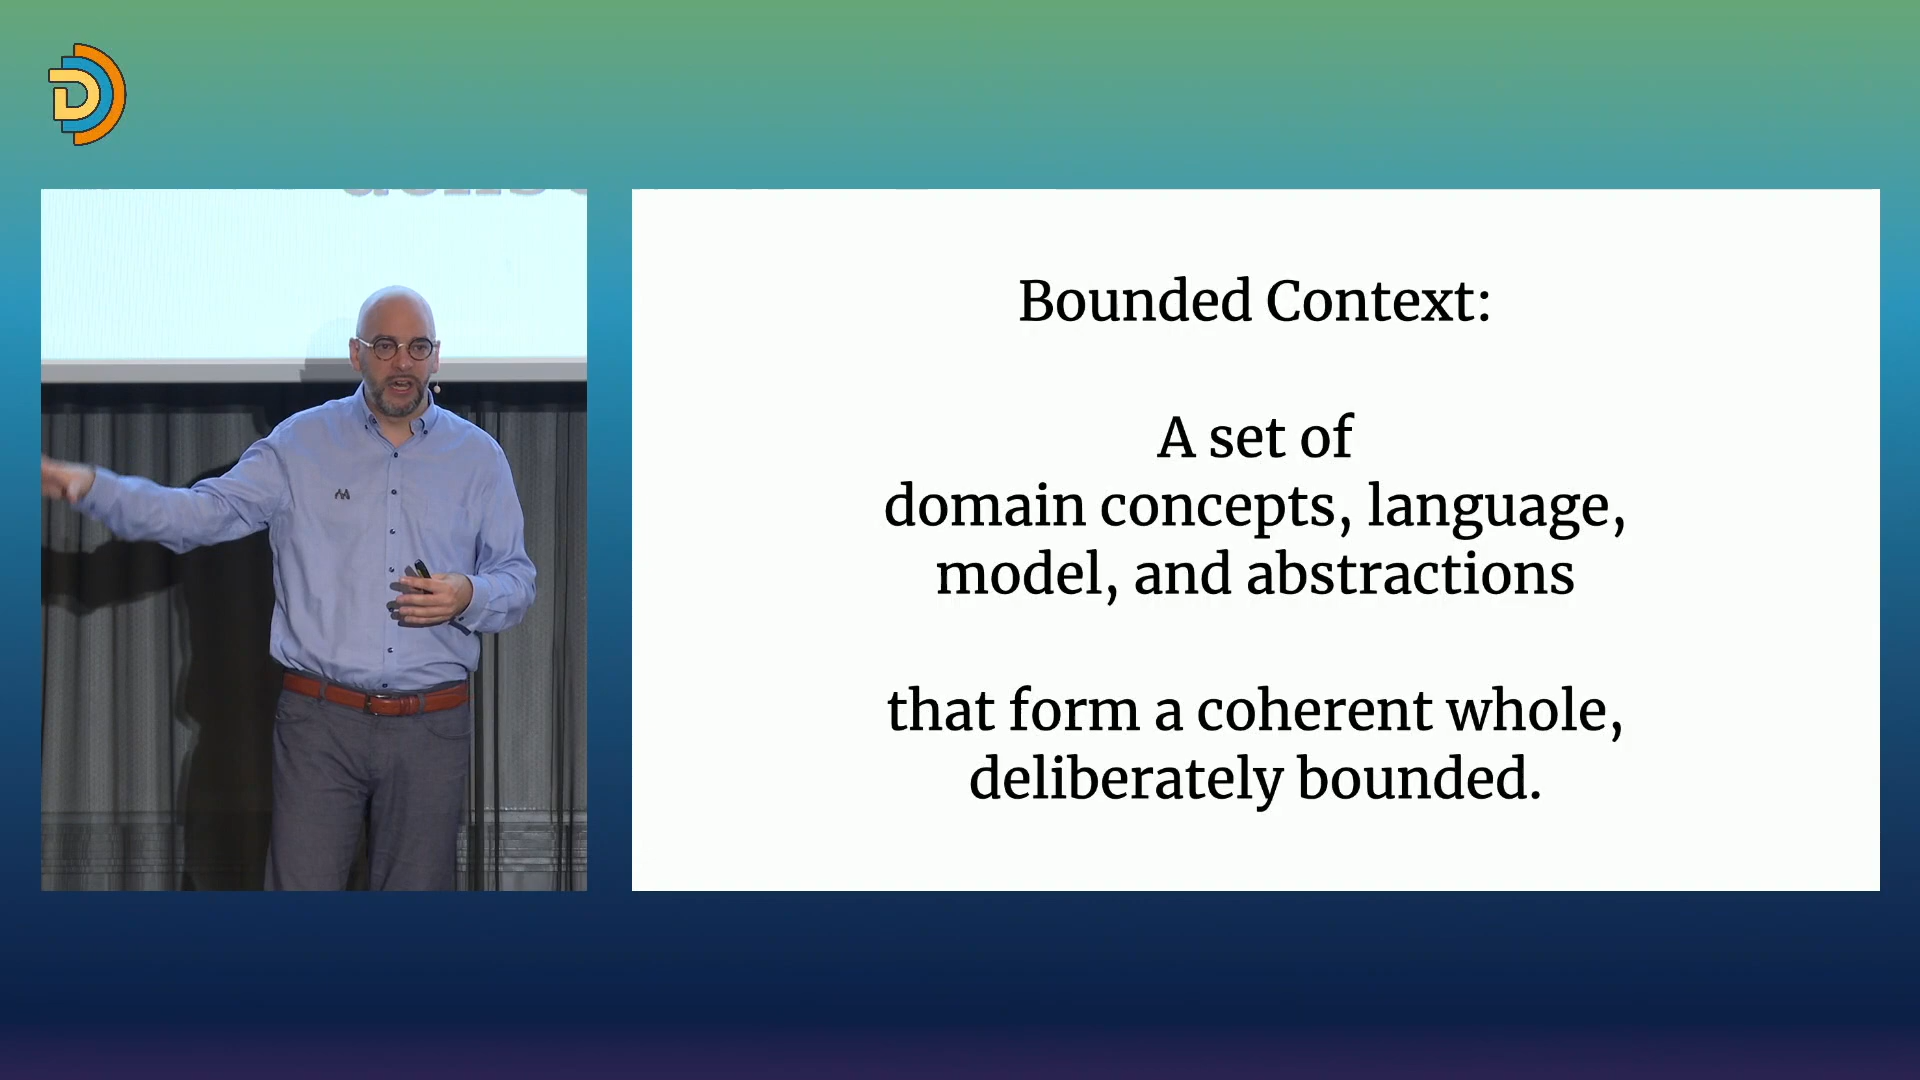 Bounded Context:
A set of
domain concepts, language,
model, and abstractions
that form a coherent whole,
deliberately bounded.